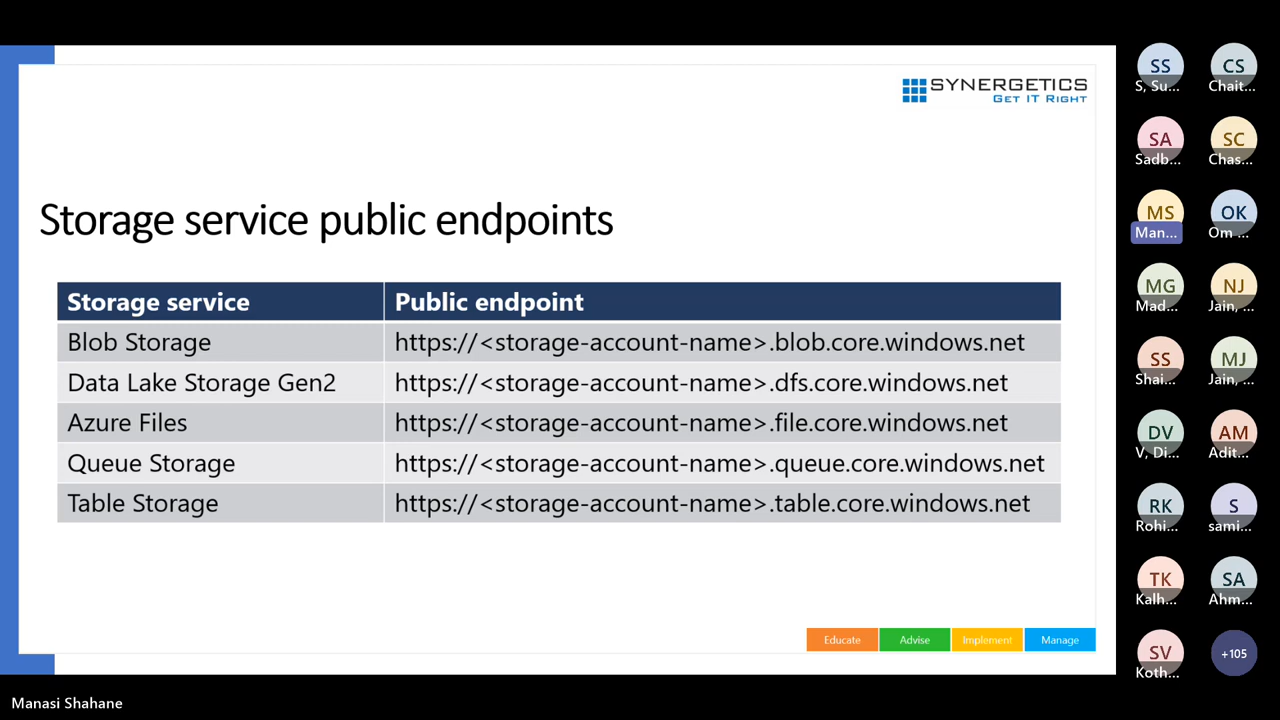 SYNERGETICS
GET IT RIGHT
Storage service public endpoints
Storage service Public endpoint
Blob Storage https://<storage-account-name>.blob.core.windows.net
Data Lake Storage Gen2 https://<storage-account-name>.dfs.core.windows.net
Azure Files https://<storage-account-name>.file.core.windows.net
Queue Storage https://<storage-account-name>.queue.core.windows.net
Table Storage https://<storage-account-name>.table.core.windows.net
Educate Advise Implement Manage
SS CS
S, Su... Chait...
SA SC
Sadb... Chas...
MS OK
Man... Om ...
MG NJ
Mad... Jain, ...
SS MJ
Shai... Jain, ...
DV AM
V, Di... Adit...
RK S
Rohi... sami...
TK SA
Kalh... Ahm...
SV +105
Koth...
Manasi Shahane